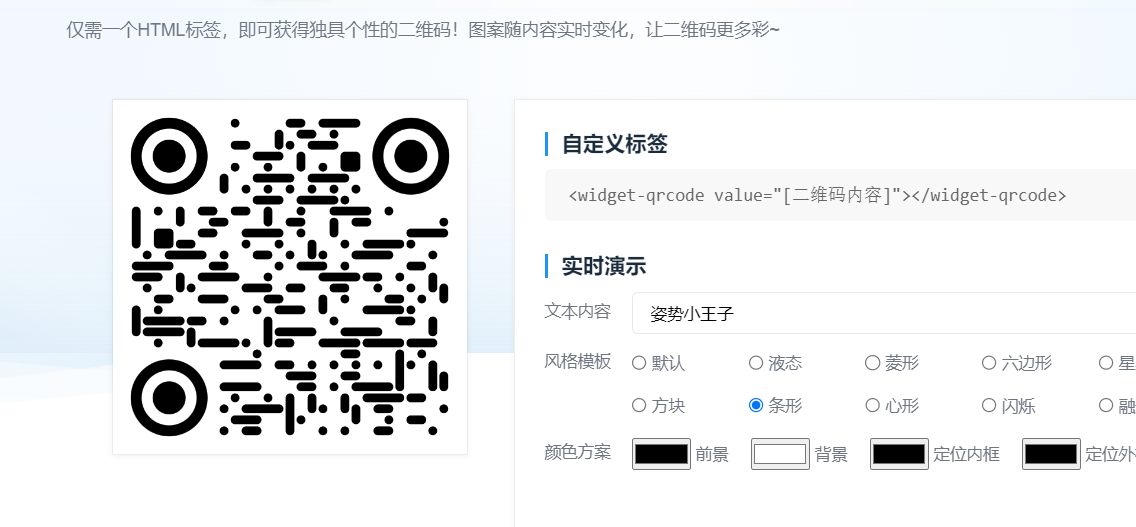 仅需一个HTML标签，即可获得独具个性的二维码！图案随内容实时变化，让二维码更多彩~
自定义标签
<widget-qrcode value="[二维码内容]"></widget-qrcode>
实时演示
文本内容 姿势小王子
风格模板 默认 液态 菱形 六边形 星
方块 条形 心形 闪烁 融
颜色方案 前景 背景 定位内框 定位外